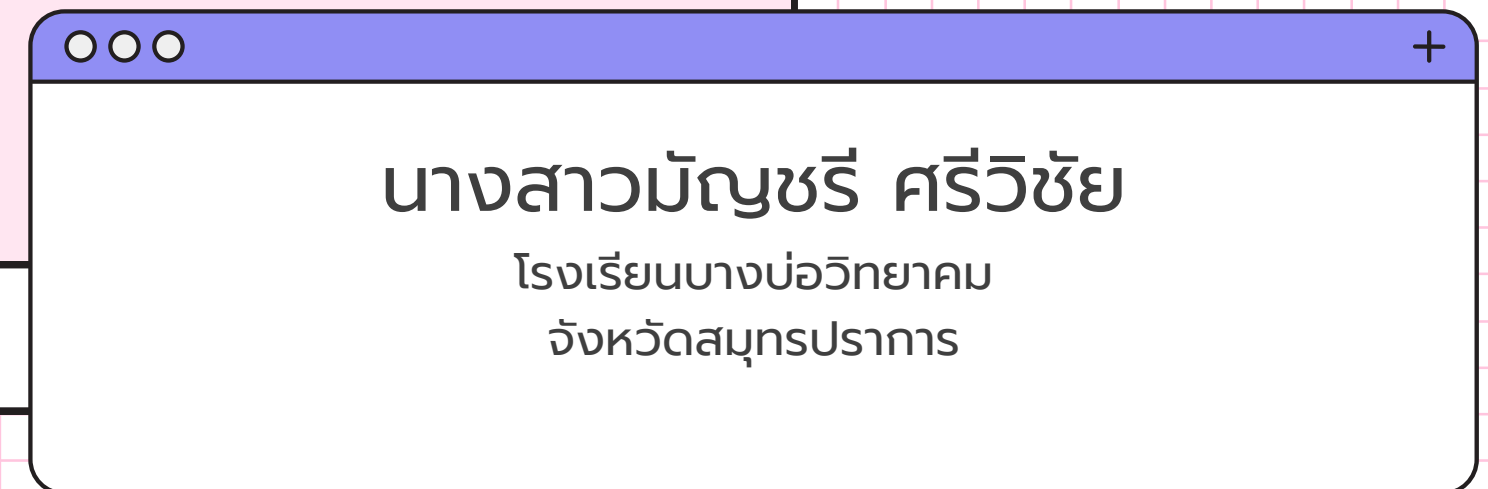 นางสาวมัญชรี ศรีวิชัย
โรงเรียนบางบ่อวิทยาคม
จังหวัดสมุทรปราการ